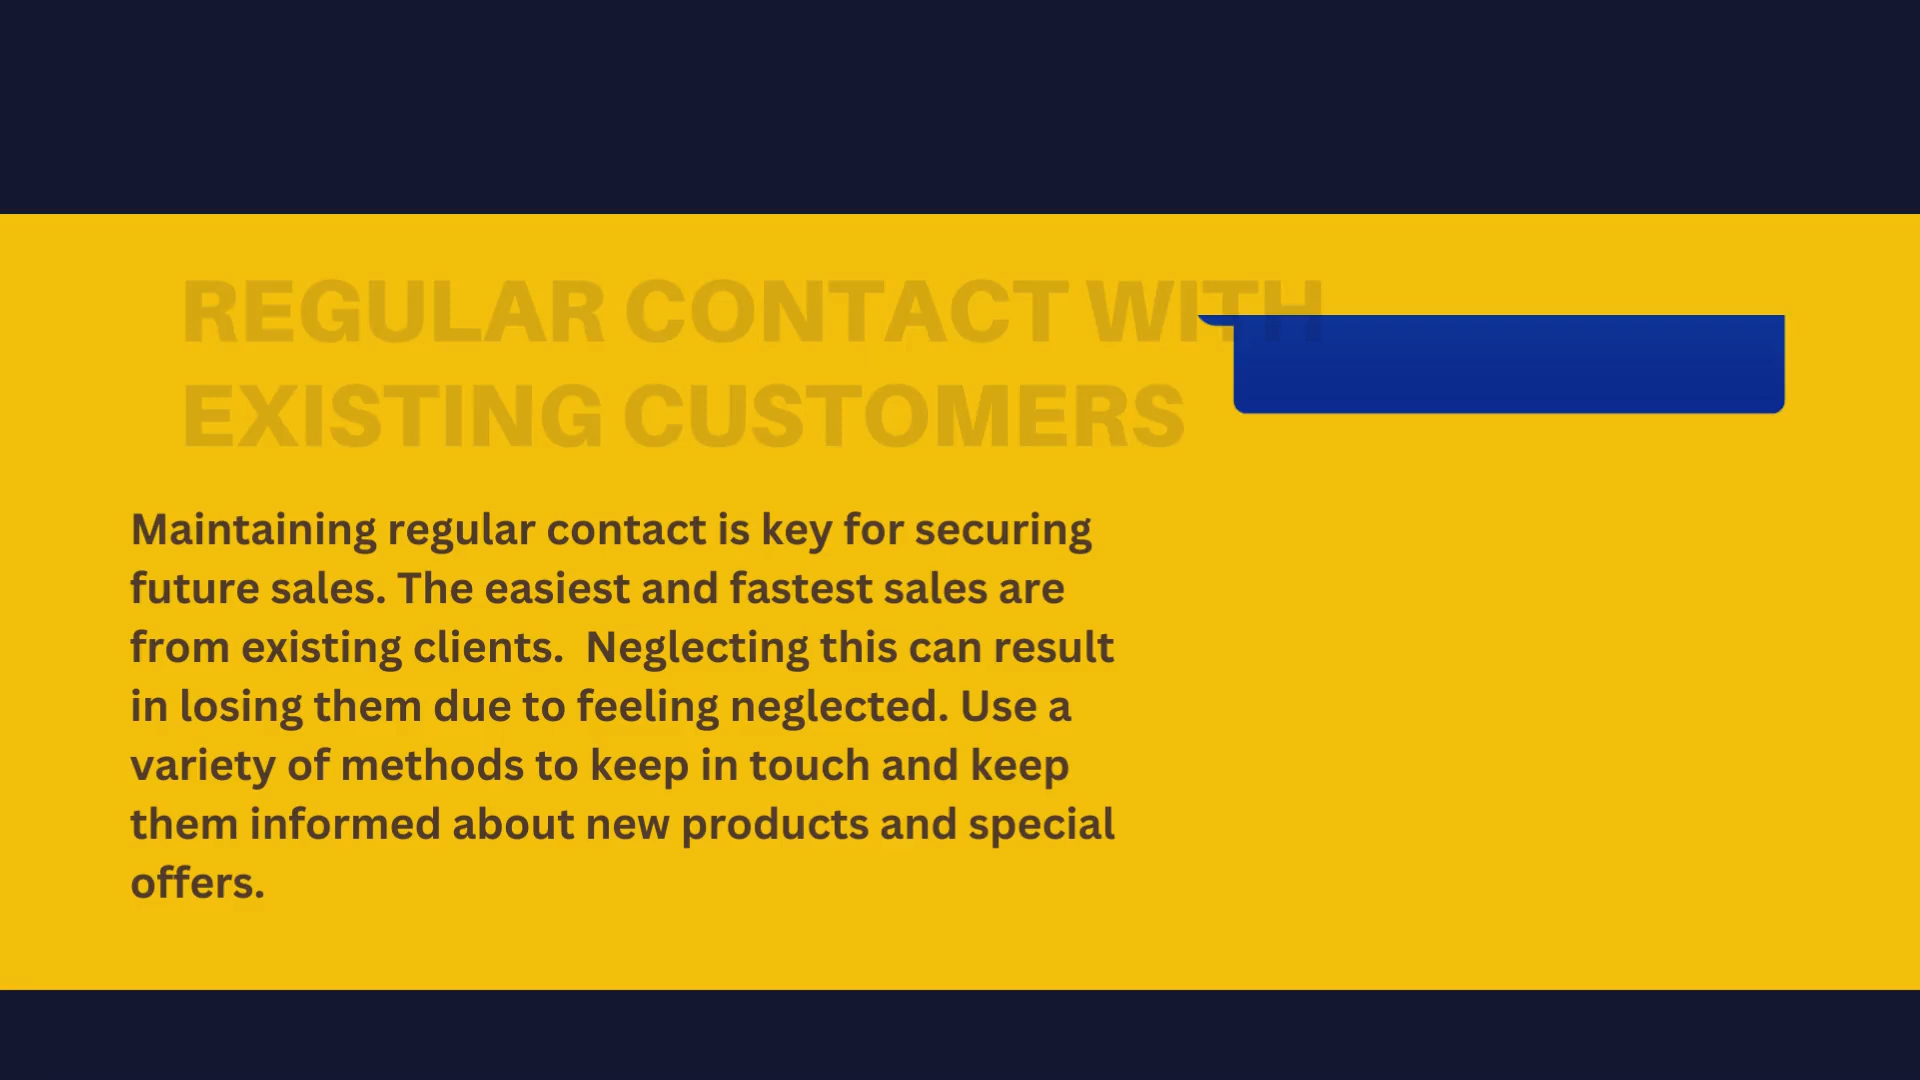 REGULAR CONTACT WITH
EXISTING CUSTOMERS
Maintaining regular contact is key for securing
future sales. The easiest and fastest sales are
from existing clients.  Neglecting this can result
in losing them due to feeling neglected. Use a
variety of methods to keep in touch and keep
them informed about new products and special
offers.